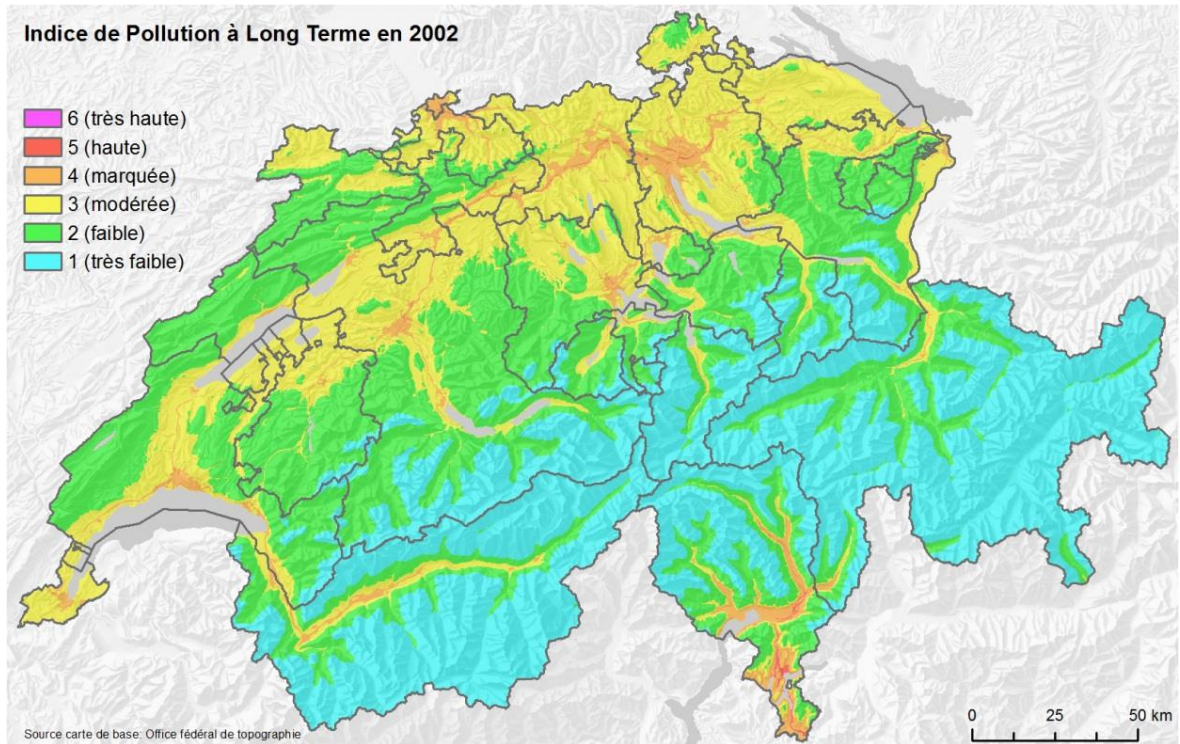 Indice de Pollution à Long Terme en 2002
6 (très haute)
5 (haute)
4 (marquée)
3 (modérée)
2 (faible)
1 (très faible)
Source carte de base: Office fédéral de topographie
0 25 50 km